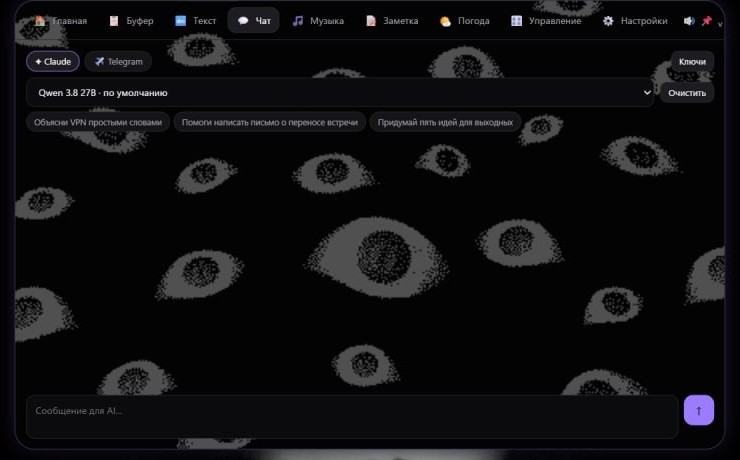 Главная Буфер Текст Чат Музыка Заметка Погода Управление Настройки
Claude Telegram Ключи
Qwen 3.8 27B · по умолчанию Очистить
Объясни VPN простыми словами Помоги написать письмо о переносе встречи Придумай пять идей для выходных
Сообщение для AI...